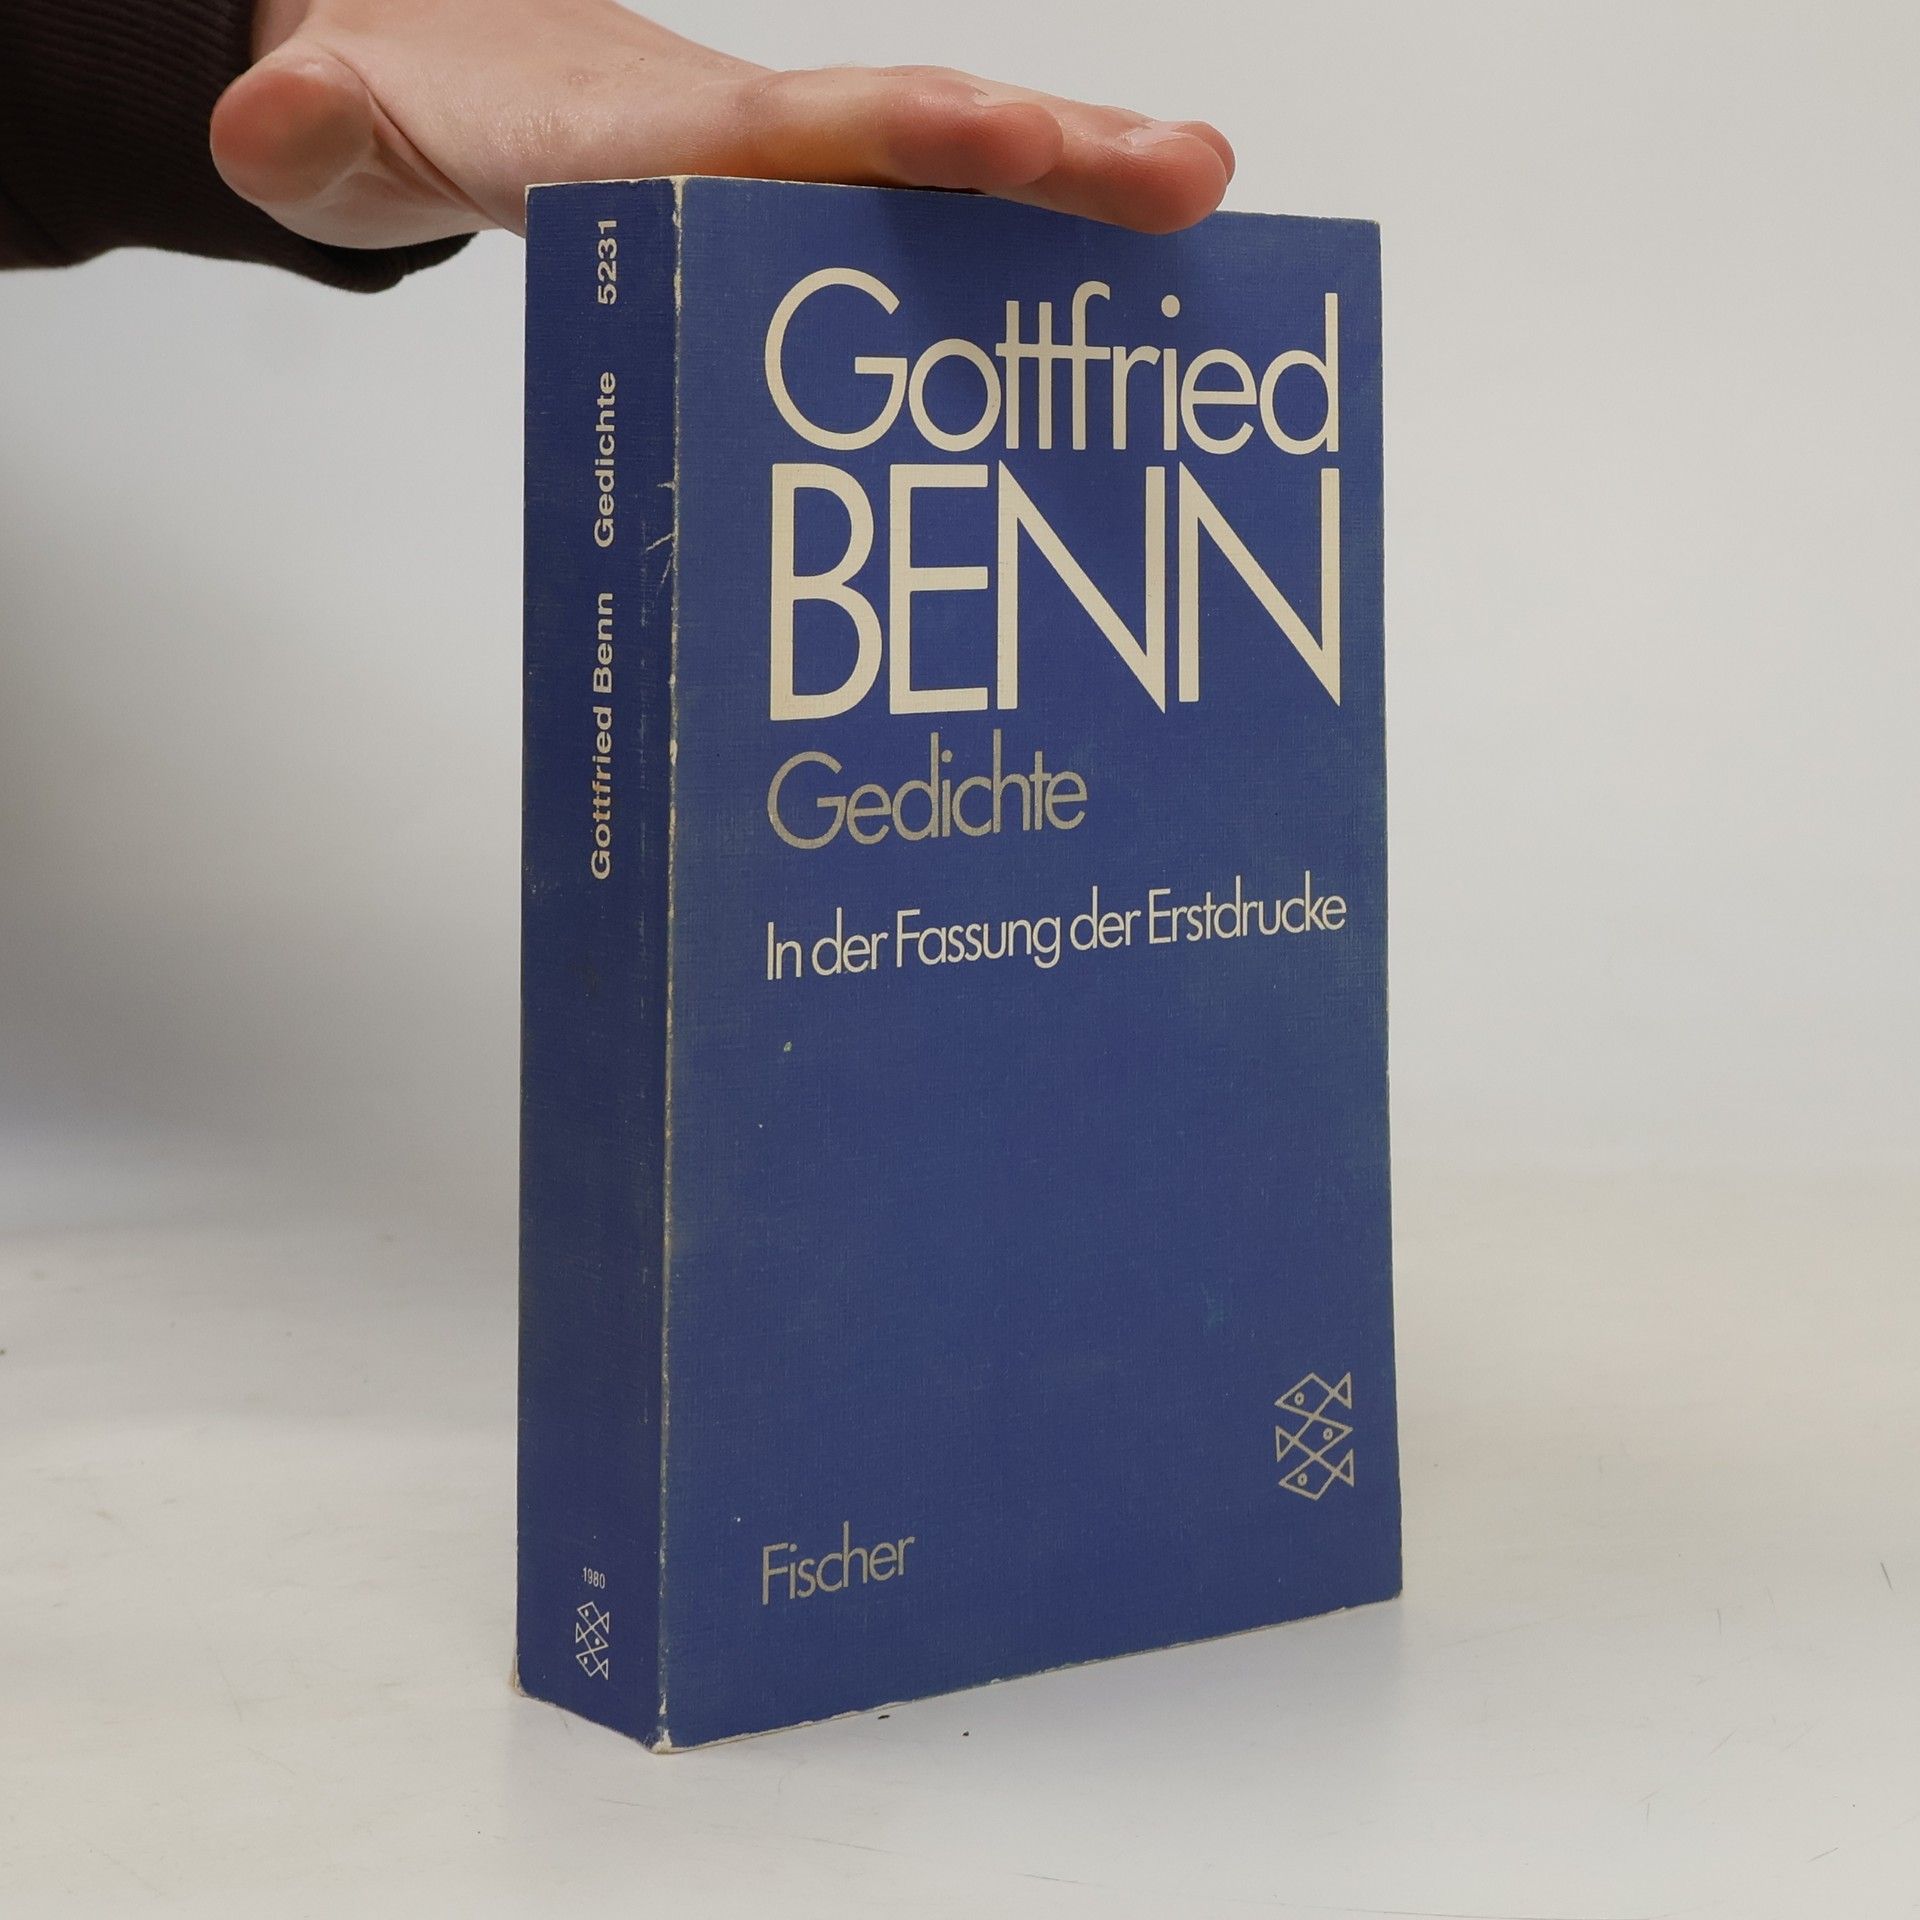 Gottfried Benn Gedichte 5231
1980
Gottfried
BENN
Gedichte
In der Fassung der Erstdrucke
Fischer